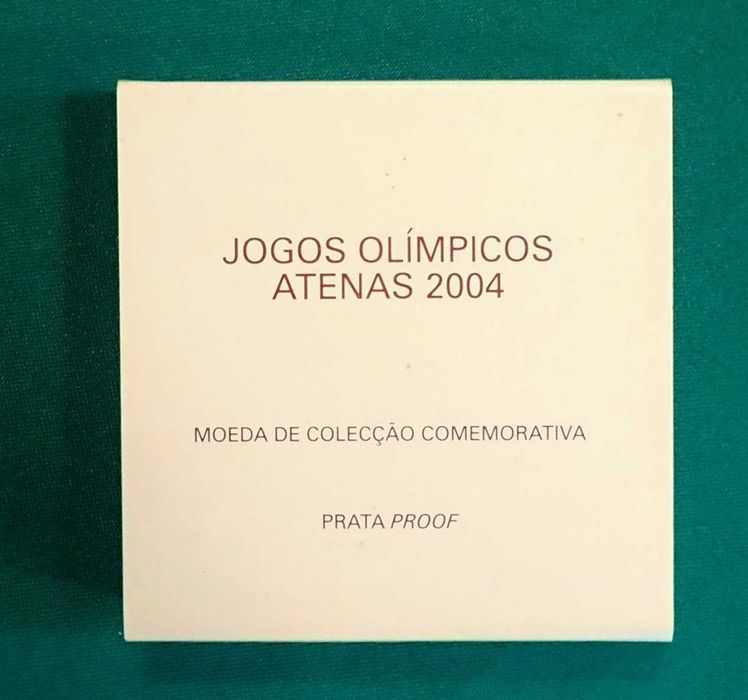 JOGOS OLÍMPICOS
ATENAS 2004
MOEDA DE COLECÇÃO COMEMORATIVA
PRATA PROOF